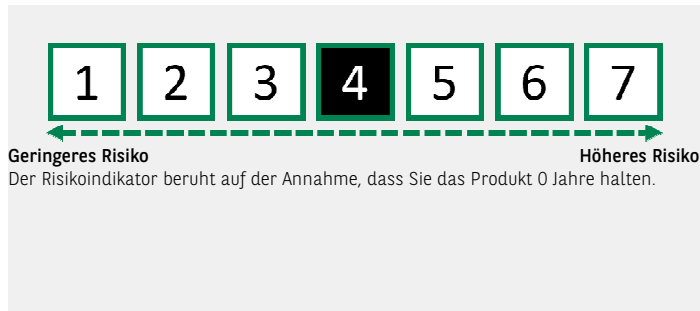 1 2 3 4 5 6 7
Geringeres Risiko Höheres Risiko
Der Risikoindikator beruht auf der Annahme, dass Sie das Produkt 0 Jahre halten.